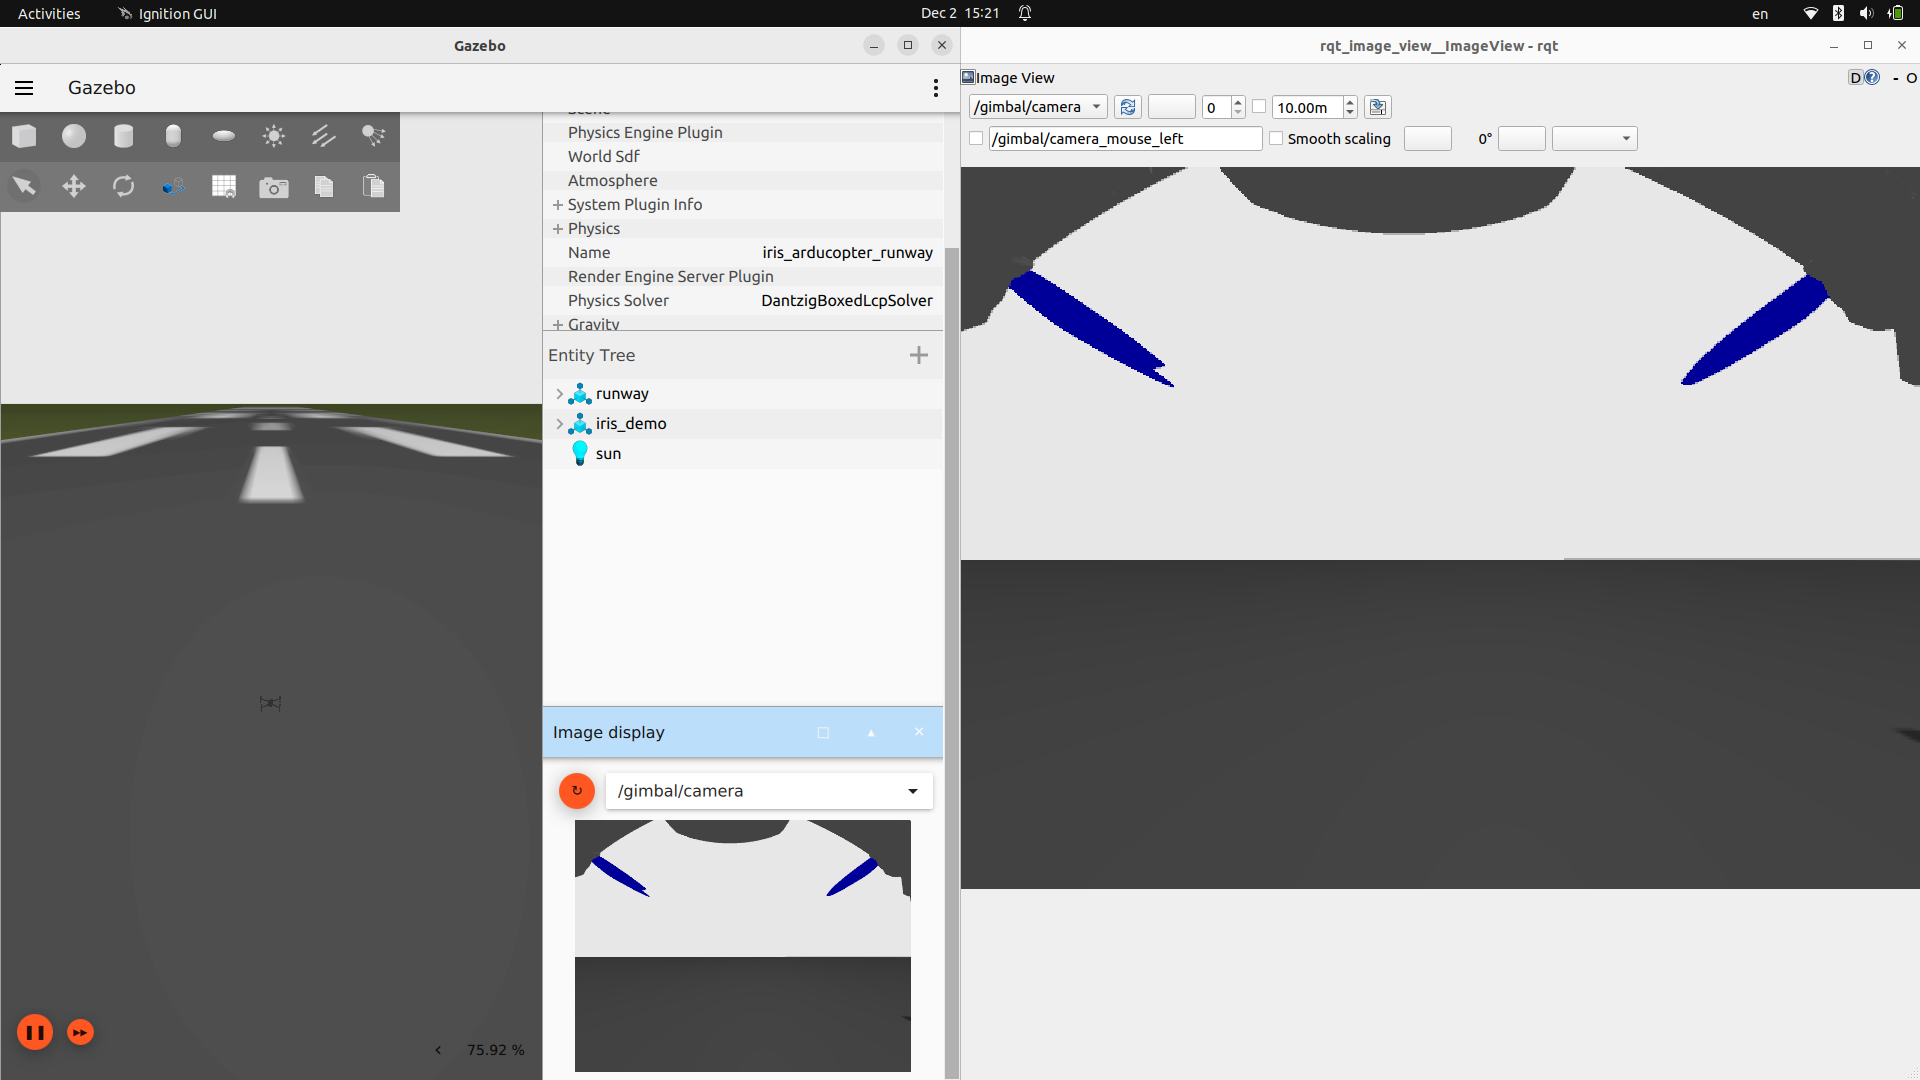 Activities
Ignition GUI
Dec 2 15:21
en
Gazebo
Gazebo
Scene
Physics Engine Plugin
World Sdf
Atmosphere
System Plugin Info
Physics
Name iris_arducopter_runway
Render Engine Server Plugin
Physics Solver DantzigBoxedLcpSolver
Gravity
Entity Tree
runway
iris_demo
sun
Image display
/gimbal/camera
75.92 %
rqt_image_view__ImageView - rqt
Image View
D
- O
/gimbal/camera
0
10.00m
/gimbal/camera_mouse_left
Smooth scaling
0°